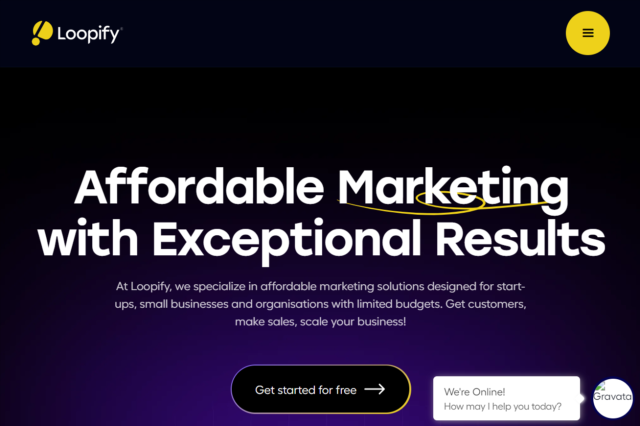 Loopify
Affordable Marketing
with Exceptional Results
At Loopify, we specialize in affordable marketing solutions designed for start-
ups, small businesses and organisations with limited budgets. Get customers,
make sales, scale your business!
Get started for free
We're Online!
How may I help you today?
Gravata